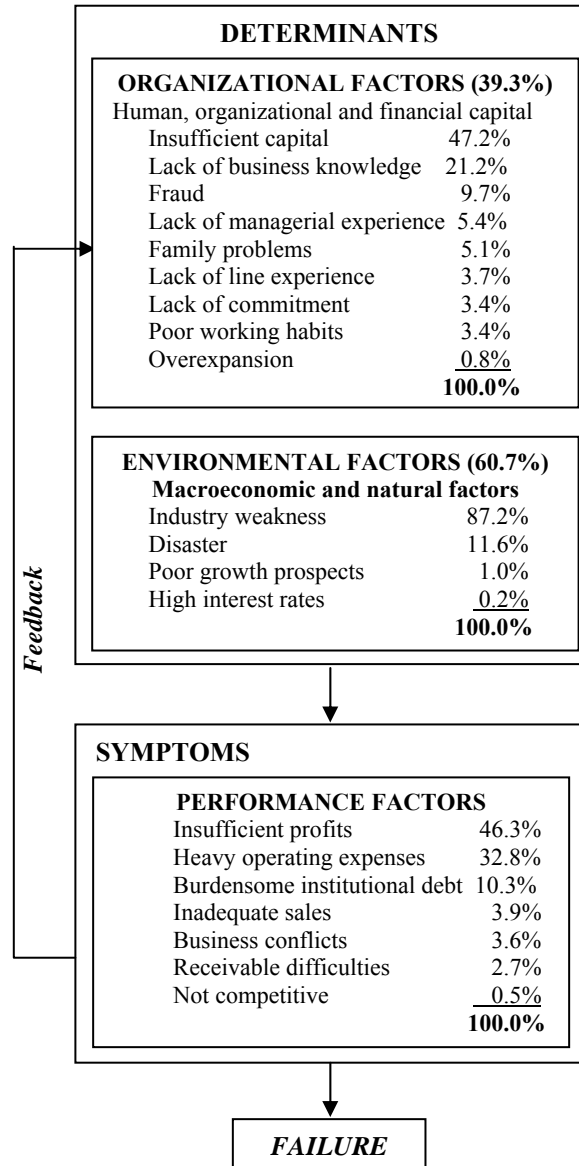 DETERMINANTS
ORGANIZATIONAL FACTORS (39.3%)
Human, organizational and financial capital
Insufficient capital 47.2%
Lack of business knowledge 21.2%
Fraud 9.7%
Lack of managerial experience 5.4%
Family problems 5.1%
Lack of line experience 3.7%
Lack of commitment 3.4%
Poor working habits 3.4%
Overexpansion 0.8%
100.0%
ENVIRONMENTAL FACTORS (60.7%)
Macroeconomic and natural factors
Industry weakness 87.2%
Disaster 11.6%
Poor growth prospects 1.0%
High interest rates 0.2%
100.0%
Feedback
SYMPTOMS
PERFORMANCE FACTORS
Insufficient profits 46.3%
Heavy operating expenses 32.8%
Burdensome institutional debt 10.3%
Inadequate sales 3.9%
Business conflicts 3.6%
Receivable difficulties 2.7%
Not competitive 0.5%
100.0%
FAILURE